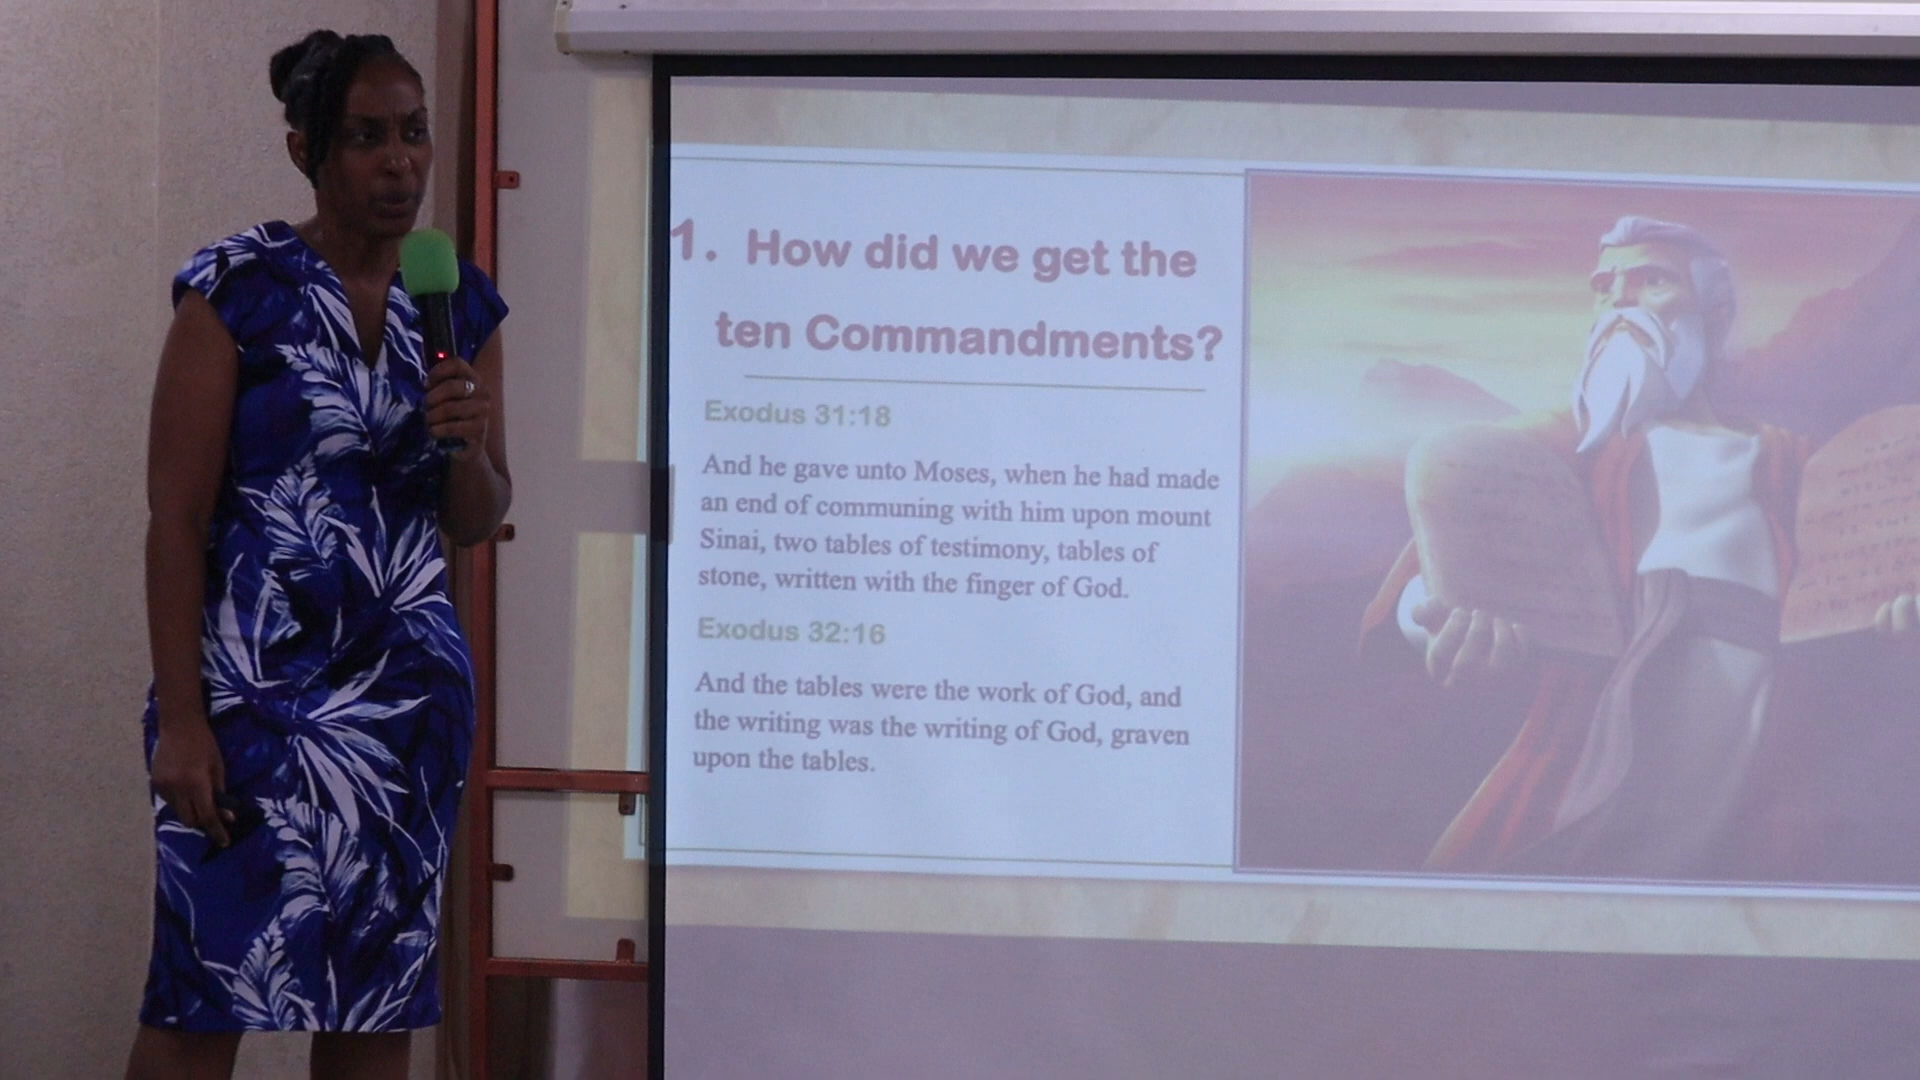 1. How did we get the
ten Commandments?
Exodus 31:18
And he gave unto Moses, when he had made
an end of communing with him upon mount
Sinai, two tables of testimony, tables of
stone, written with the finger of God.
Exodus 32:16
And the tables were the work of God, and
the writing was the writing of God, graven
upon the tables.